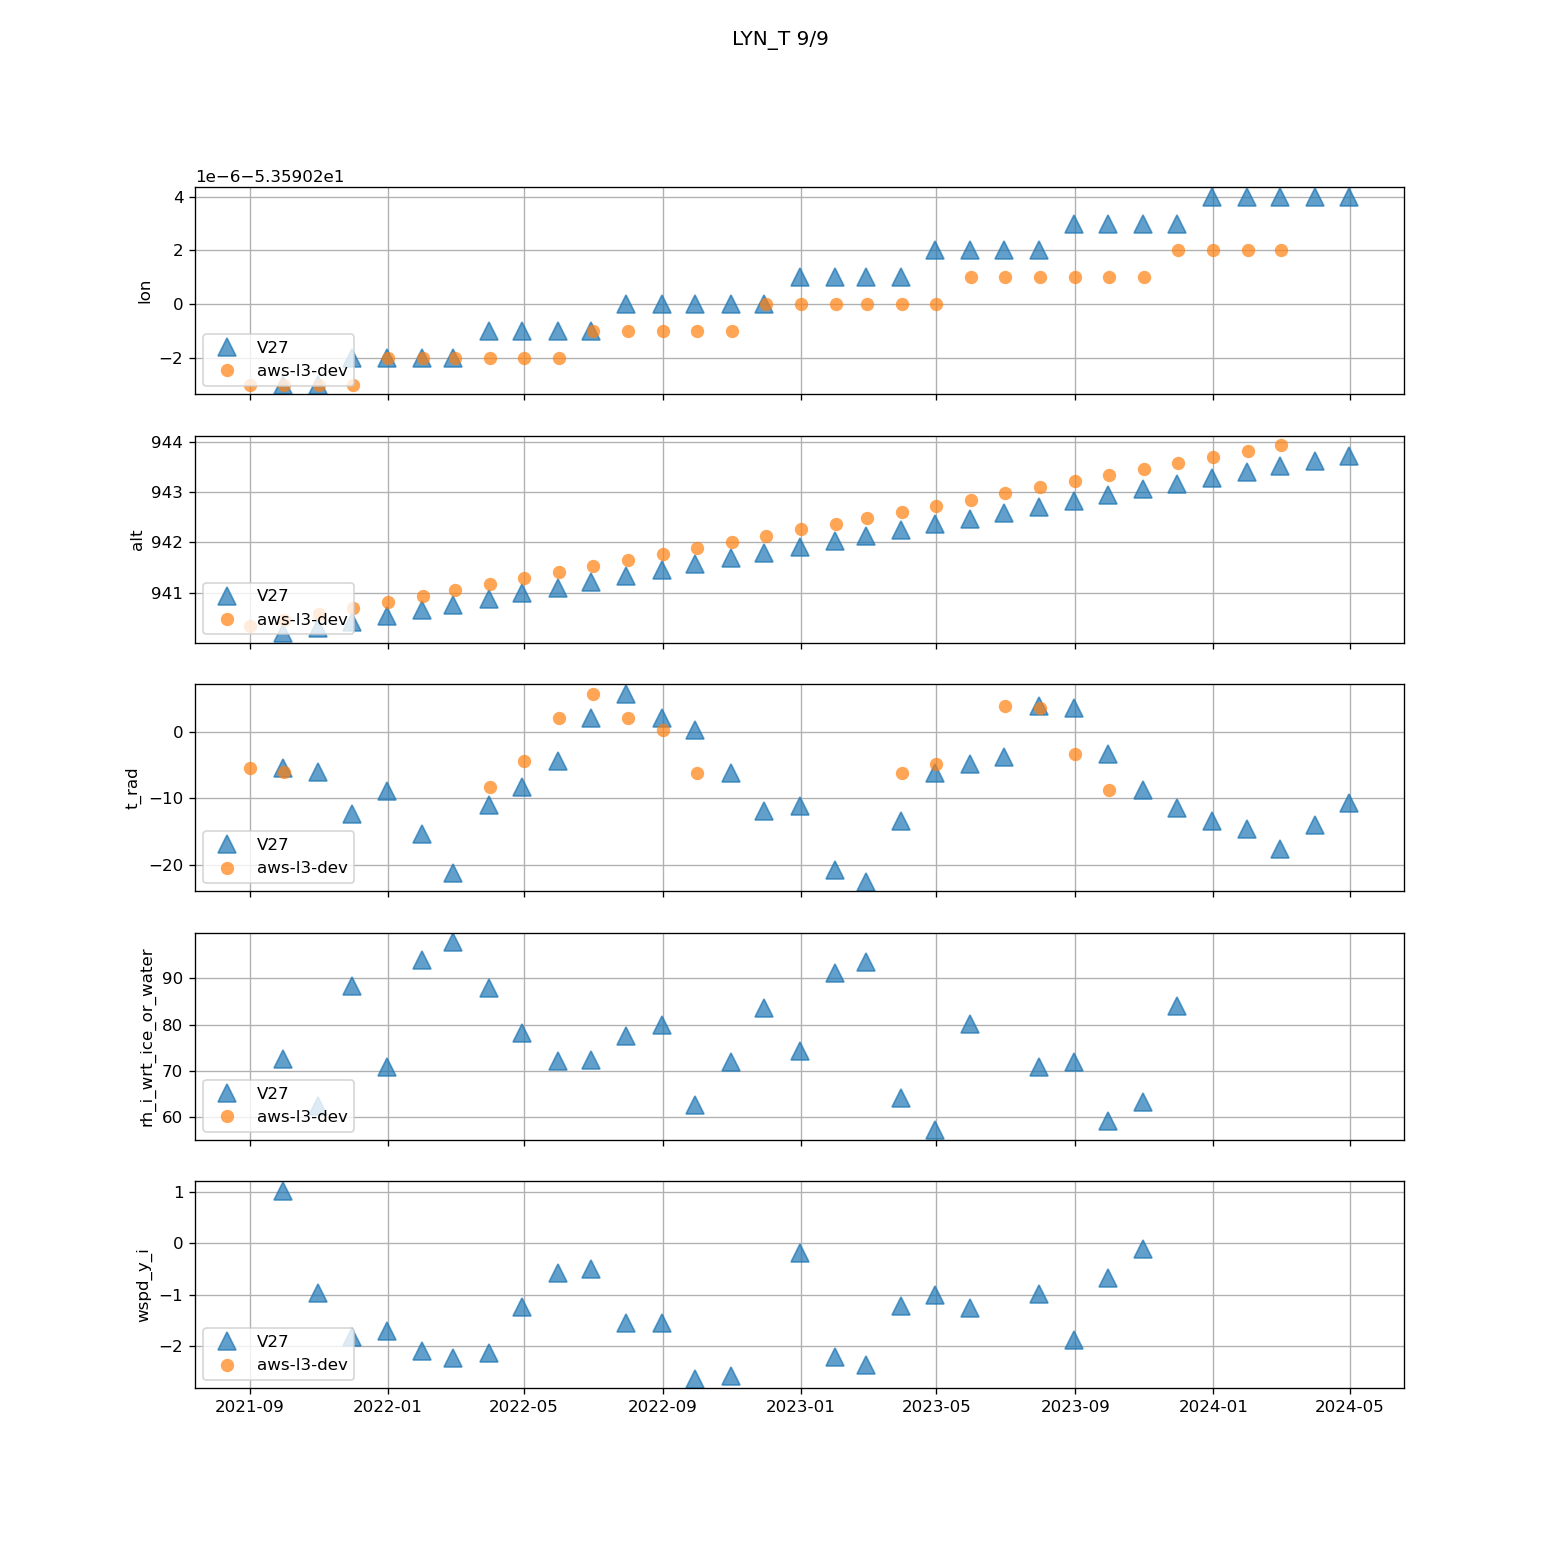 LYN_T 9/9
1e−6−5.35902e1
4
2
0
−2
lon
V27
aws-l3-dev
944
943
942
941
alt
V27
aws-l3-dev
0
−10
−20
t_rad
V27
aws-l3-dev
90
80
70
60
rh_i_wrt_ice_or_water
V27
aws-l3-dev
1
0
−1
−2
wspd_y_i
V27
aws-l3-dev
2021-09 2022-01 2022-05 2022-09 2023-01 2023-05 2023-09 2024-01 2024-05